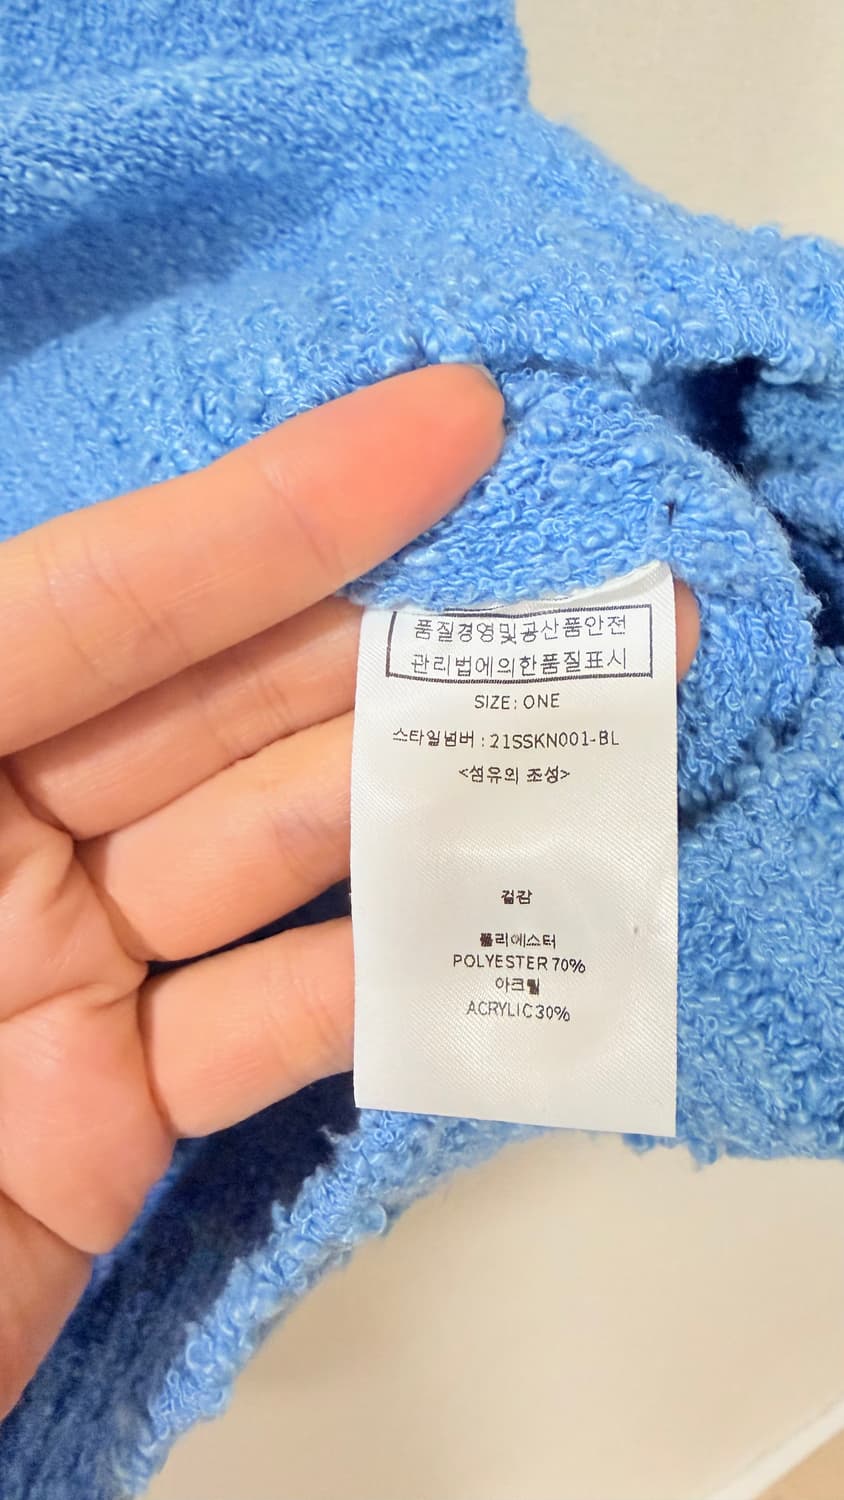 품질경영및공산품안전
관리법에의한품질표시
SIZE: ONE
스타일넘버 : 21SSKN001-BL
<섬유의 조성>
겉감
폴리에스터
POLYESTER 70%
아크릴
ACRYLIC 30%